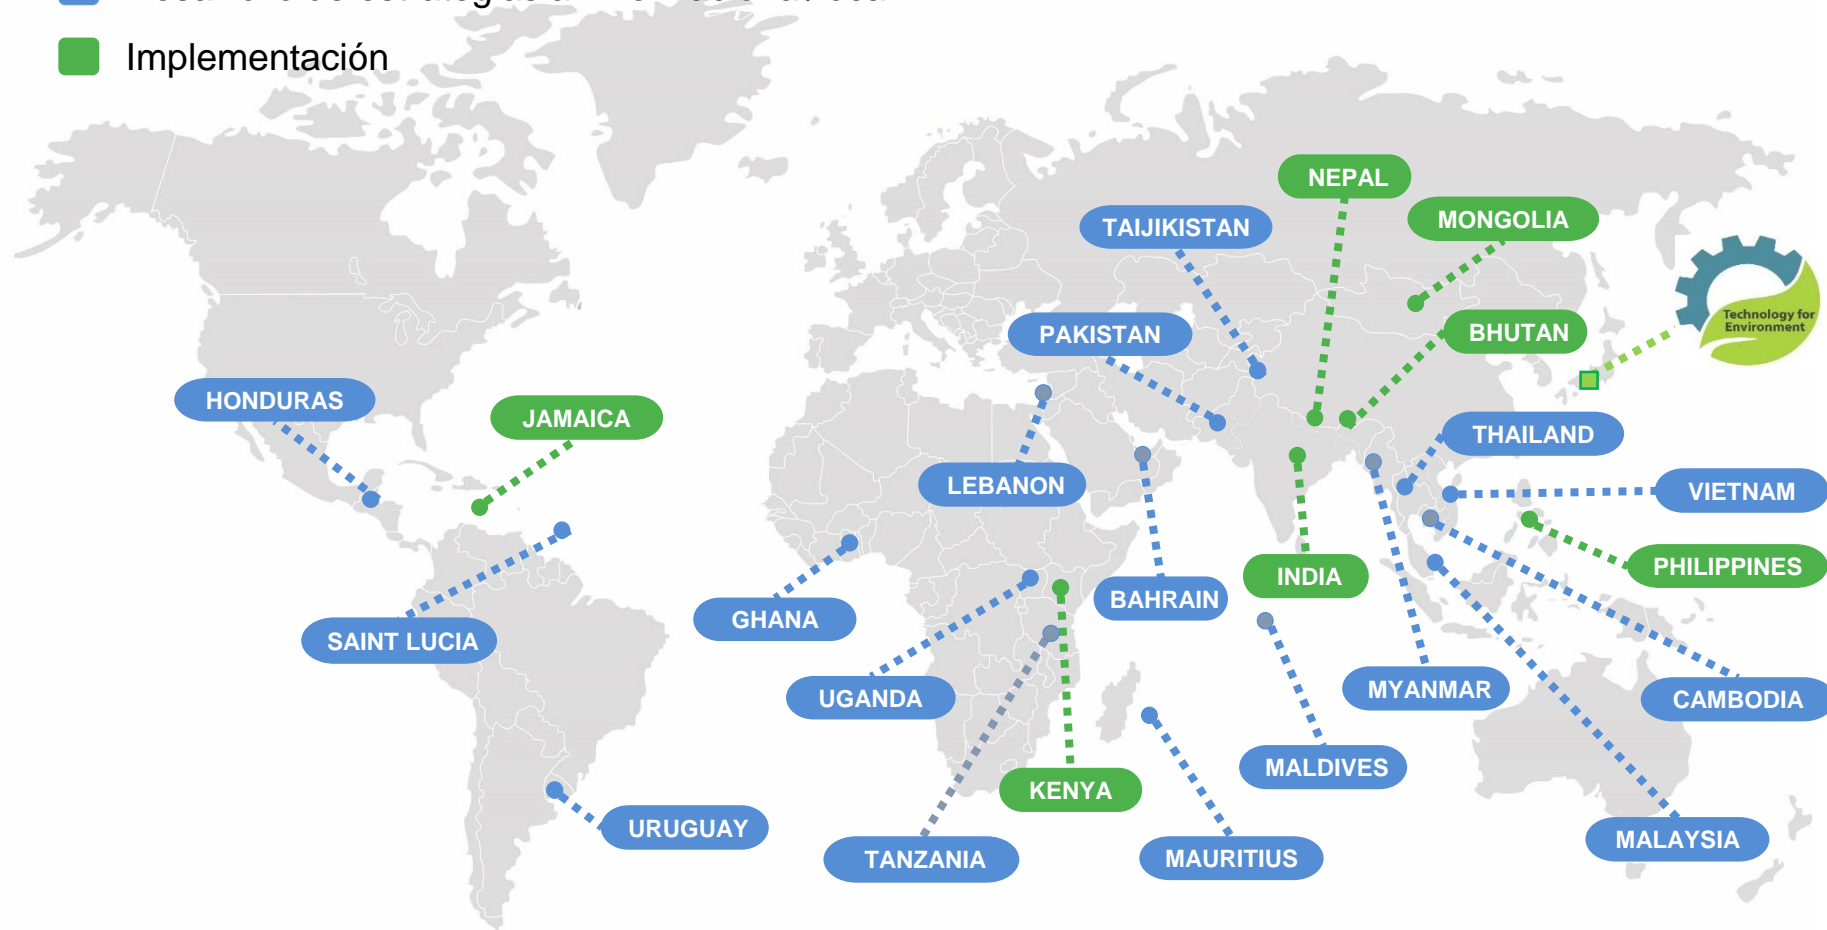 Implementación
NEPAL
MONGOLIA
TAIJIKISTAN
Technology for
Environment
PAKISTAN
BHUTAN
HONDURAS
JAMAICA
THAILAND
LEBANON
VIETNAM
PHILIPPINES
INDIA
BAHRAIN
GHANA
SAINT LUCIA
MYANMAR
UGANDA
CAMBODIA
MALDIVES
KENYA
URUGUAY
MALAYSIA
TANZANIA
MAURITIUS